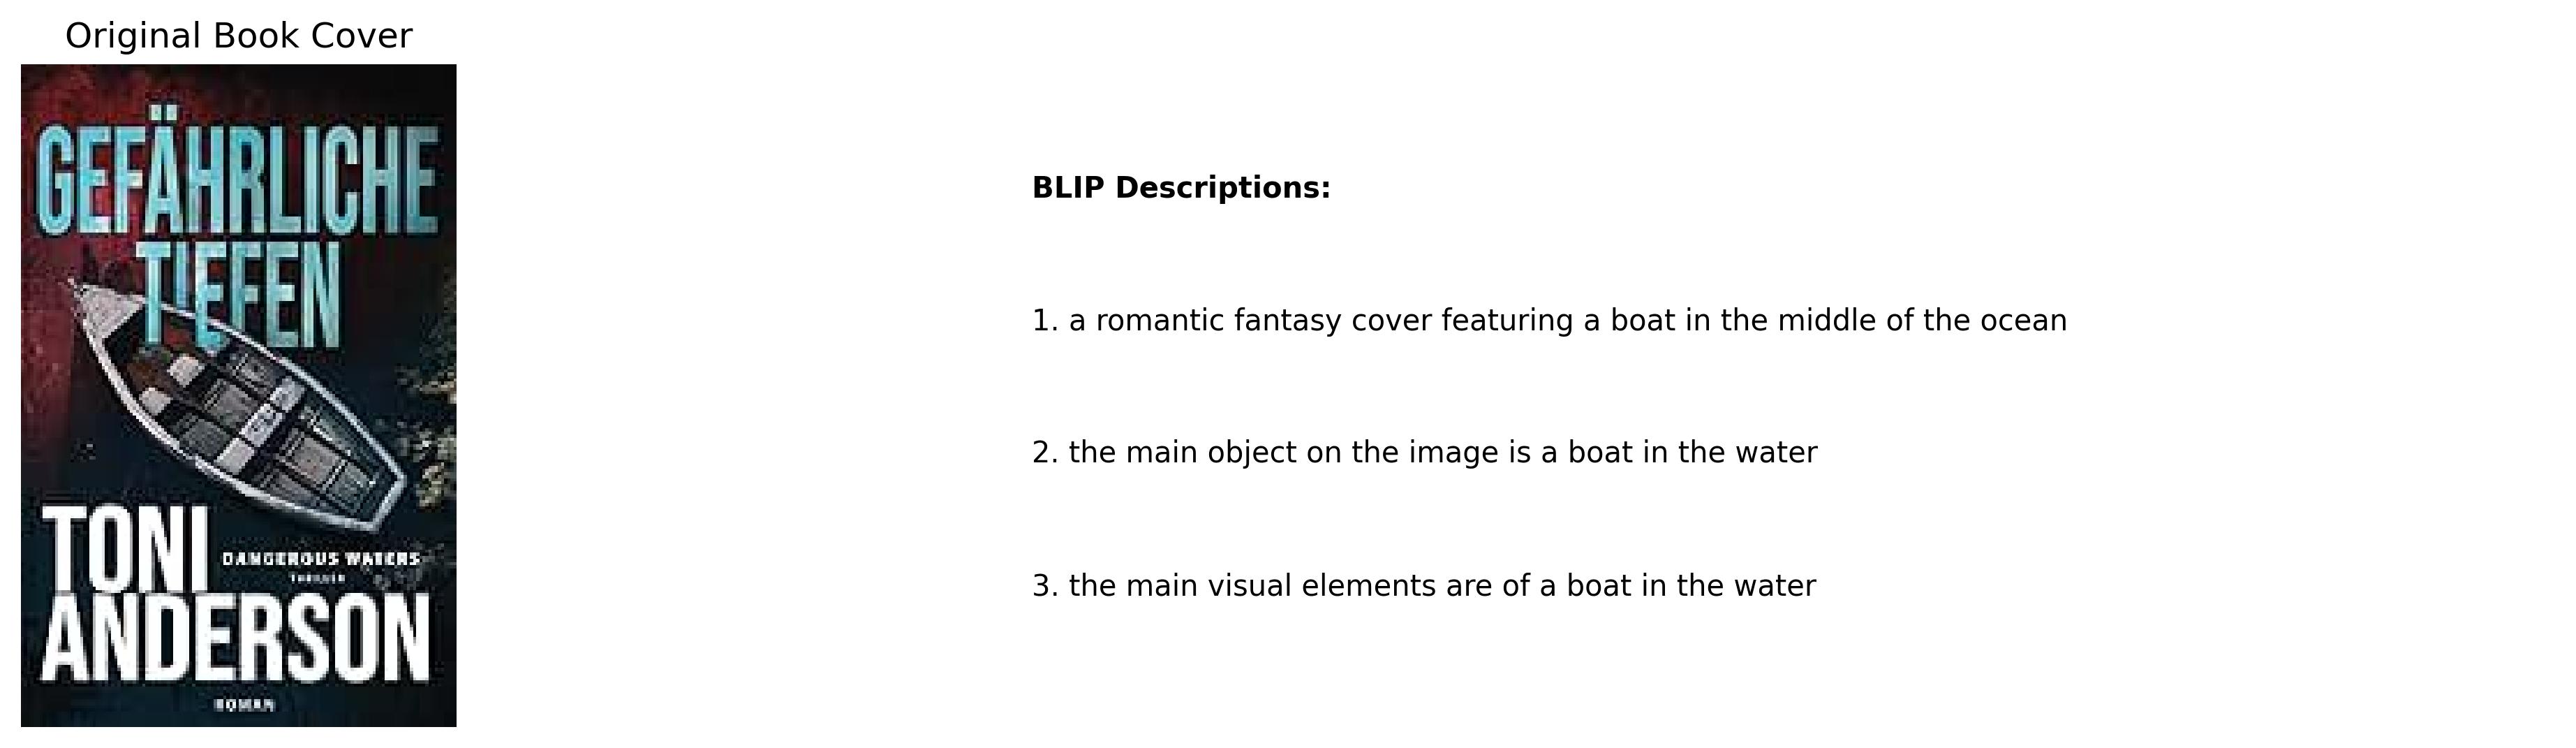 Original Book Cover
GEFÄHRLICHE
TIEFEN
TONI
DANGEROUS WATERS
THRILLER
ANDERSON
ROMAN
BLIP Descriptions:
1. a romantic fantasy cover featuring a boat in the middle of the ocean
2. the main object on the image is a boat in the water
3. the main visual elements are of a boat in the water